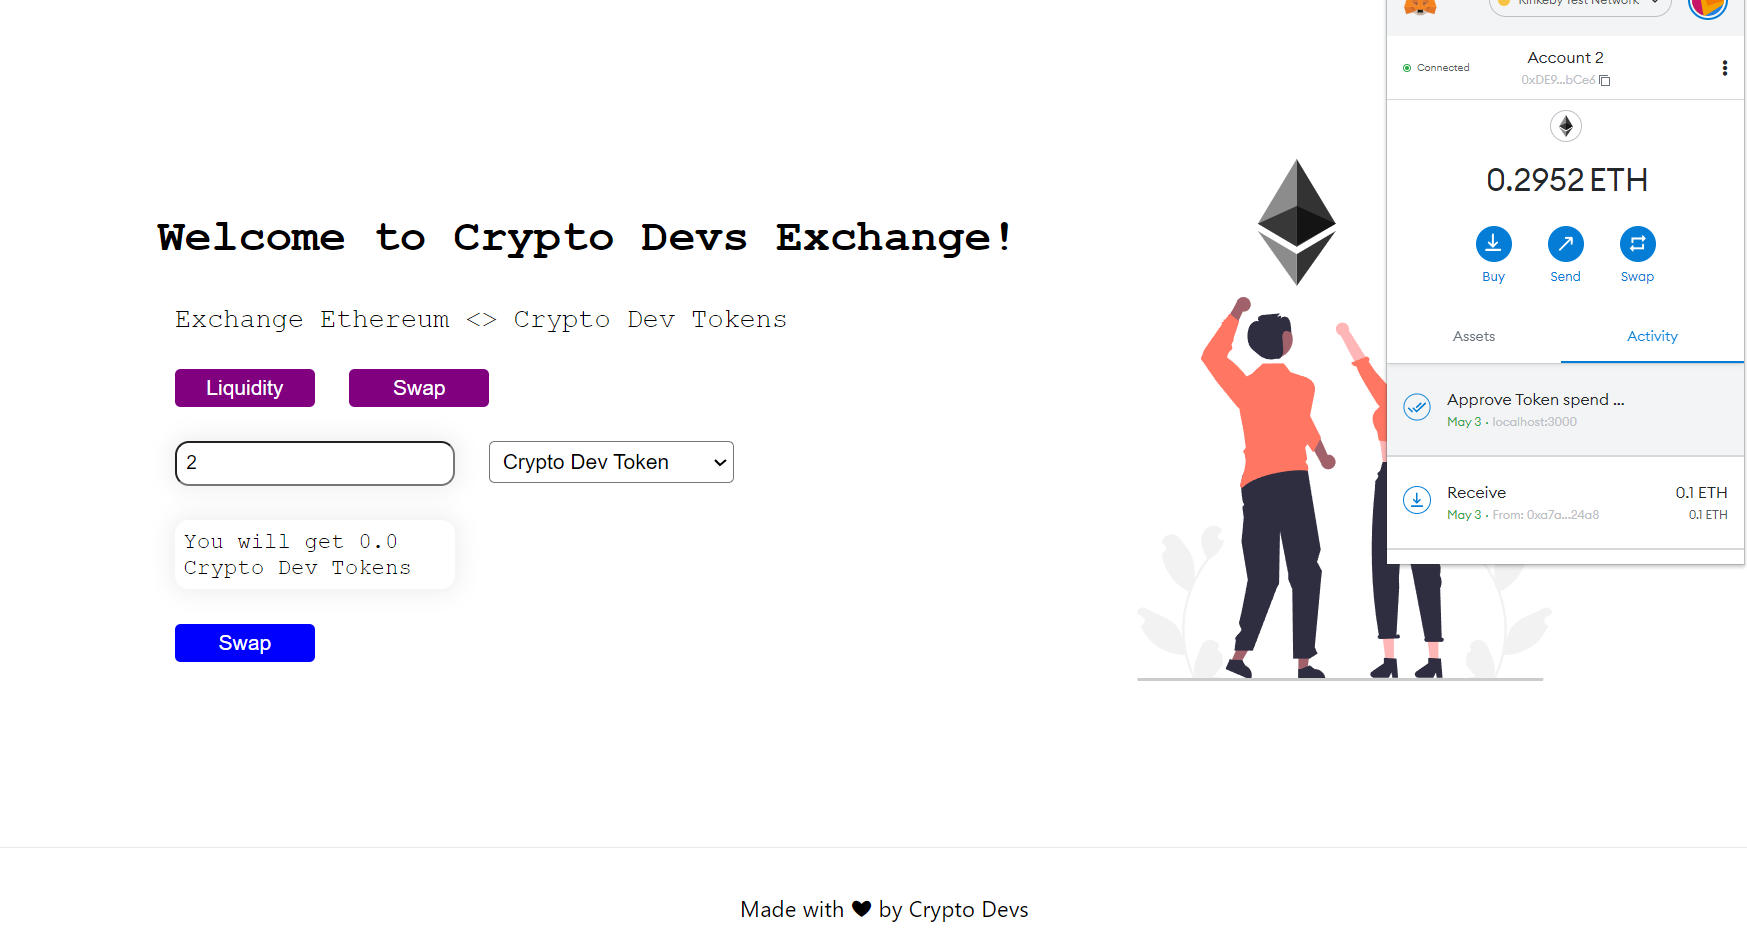 Rinkeby Test Network
Connected
Account 2
0xDE9...bCe6
0.2952 ETH
Buy
Send
Swap
Assets
Activity
Approve Token spend ...
May 3 · localhost:3000
Receive
0.1 ETH
May 3 · From: 0xa7a...24a8
0.1 ETH
Welcome to Crypto Devs Exchange!
Exchange Ethereum <> Crypto Dev Tokens
Liquidity
Swap
2
Crypto Dev Token
You will get 0.0
Crypto Dev Tokens
Swap
Made with ♥ by Crypto Devs